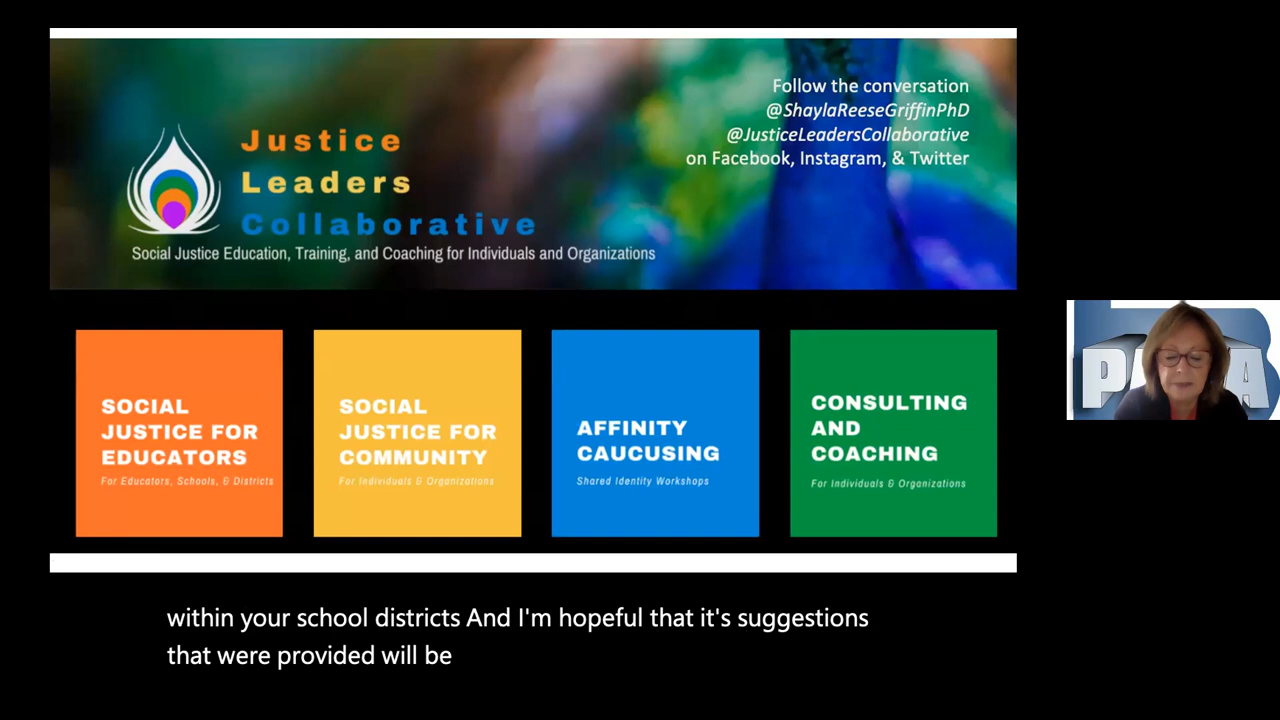 Follow the conversation
@ShaylaReeseGriffinPhD
@JusticeLeadersCollaborative
on Facebook, Instagram, & Twitter
Justice
Leaders
Collaborative
Social Justice Education, Training, and Coaching for Individuals and Organizations
SOCIAL
JUSTICE FOR
EDUCATORS
For Educators, Schools, & Districts
SOCIAL
JUSTICE FOR
COMMUNITY
For Individuals & Organizations
AFFINITY
CAUCUSING
Shared Identity Workshops
CONSULTING
AND
COACHING
For Individuals & Organizations
within your school districts And I'm hopeful that it's suggestions
that were provided will be